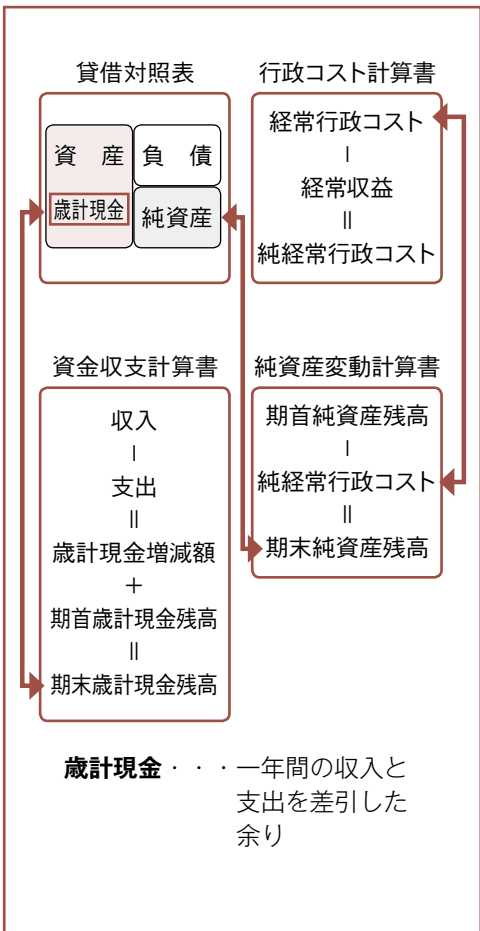 貸借対照表
資産
負債
歳計現金
純資産
行政コスト計算書
経常行政コスト
－
経常収益
＝
純経常行政コスト
資金収支計算書
収入
－
支出
＝
歳計現金増減額
＋
期首歳計現金残高
＝
期末歳計現金残高
純資産変動計算書
期首純資産残高
－
純経常行政コスト
＝
期末純資産残高
歳計現金・・・一年間の収入と
支出を差引した
余り